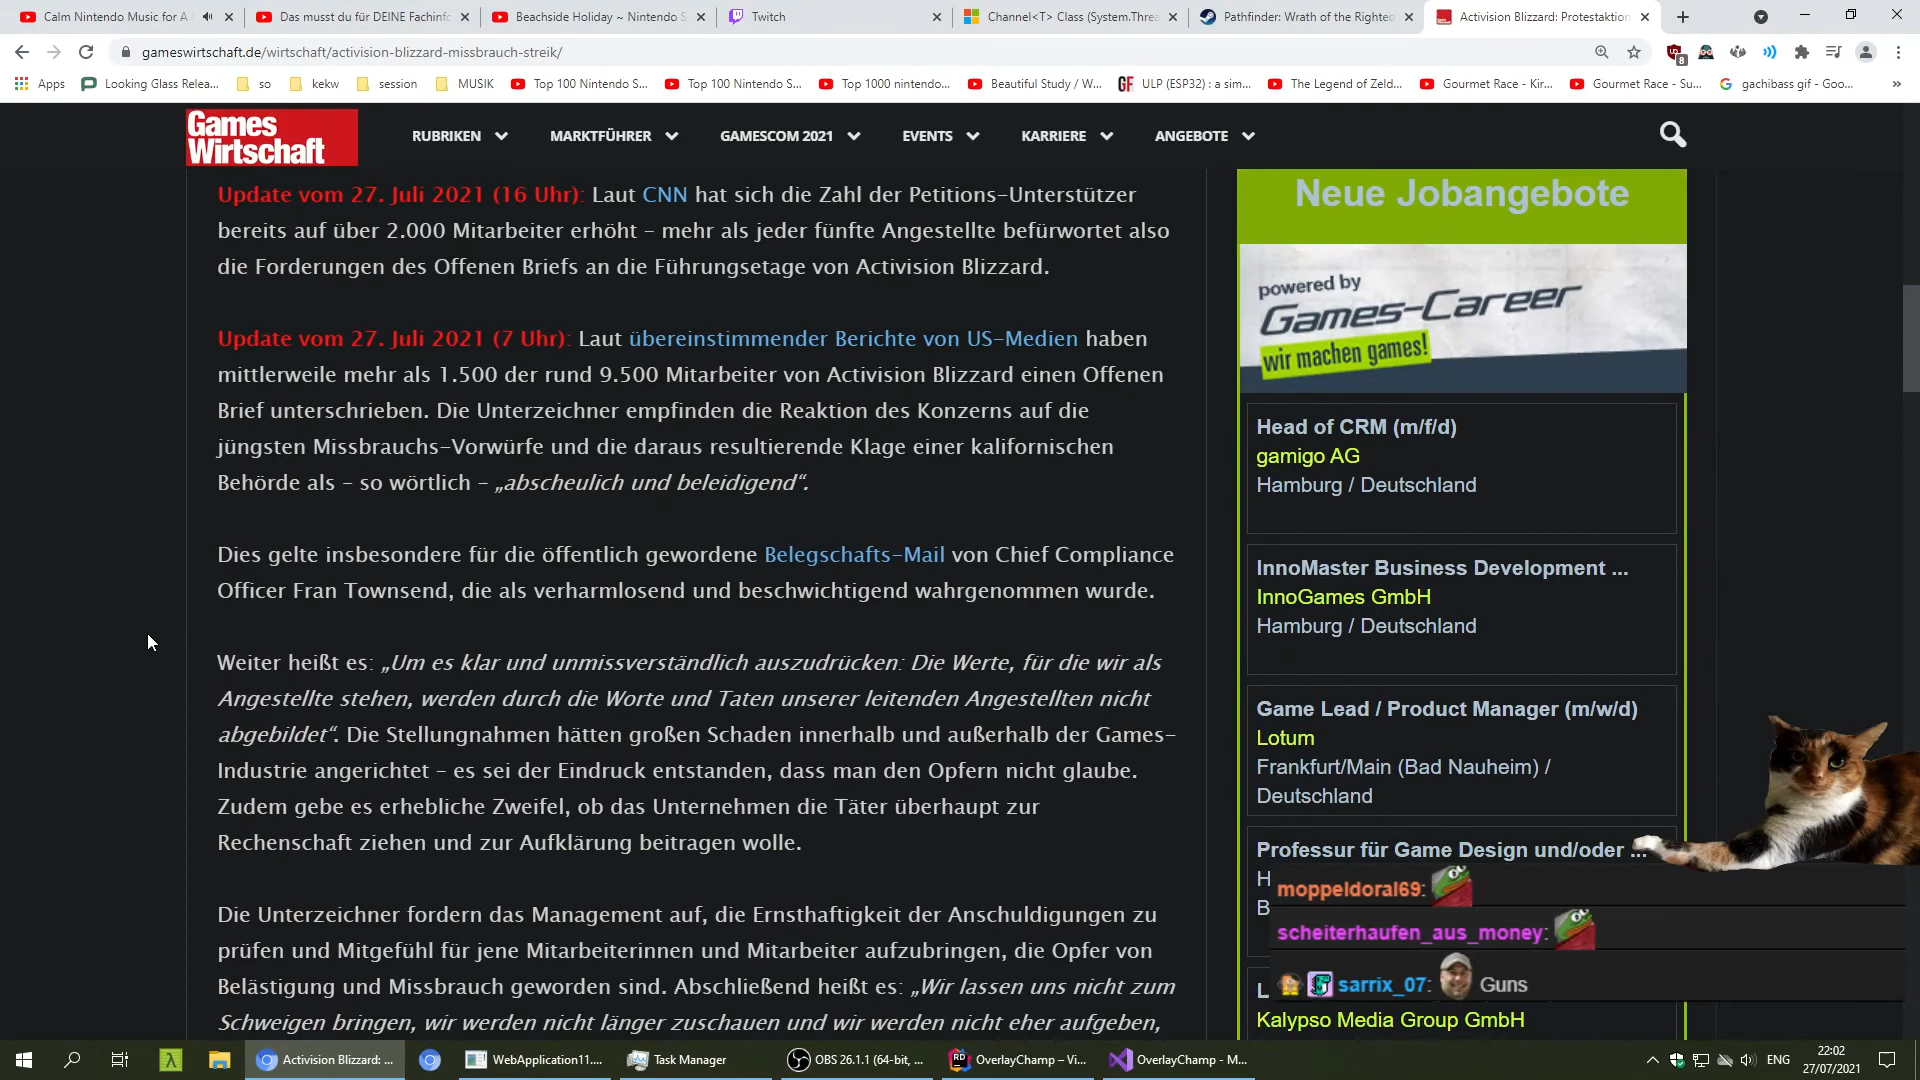 Calm Nintendo Music for A
Das musst du für DEINE Fachinfo
Beachside Holiday ~ Nintendo S
Twitch
Channel<T> Class (System.Threa
Pathfinder: Wrath of the Righteo
Activision Blizzard: Protestaktion
gameswirtschaft.de/wirtschaft/activision-blizzard-missbrauch-streik/
8
Apps
Looking Glass Relea...
so
kekw
session
MUSIK
Top 100 Nintendo S...
Top 100 Nintendo S...
Top 1000 nintendo...
Beautiful Study / W...
GF
ULP (ESP32) : a sim...
The Legend of Zeld...
Gourmet Race - Kir...
Gourmet Race - Su...
gachibass gif - Goo...
»
Games
Wirtschaft
RUBRIKEN
MARKTFÜHRER
GAMESCOM 2021
EVENTS
KARRIERE
ANGEBOTE
Update vom 27. Juli 2021 (16 Uhr): Laut CNN hat sich die Zahl der Petitions-Unterstützer
bereits auf über 2.000 Mitarbeiter erhöht – mehr als jeder fünfte Angestellte befürwortet also
die Forderungen des Offenen Briefs an die Führungsetage von Activision Blizzard.
Update vom 27. Juli 2021 (7 Uhr): Laut übereinstimmender Berichte von US-Medien haben
mittlerweile mehr als 1.500 der rund 9.500 Mitarbeiter von Activision Blizzard einen Offenen
Brief unterschrieben. Die Unterzeichner empfinden die Reaktion des Konzerns auf die
jüngsten Missbrauchs-Vorwürfe und die daraus resultierende Klage einer kalifornischen
Behörde als – so wörtlich – „abscheulich und beleidigend“.
Dies gelte insbesondere für die öffentlich gewordene Belegschafts-Mail von Chief Compliance
Officer Fran Townsend, die als verharmlosend und beschwichtigend wahrgenommen wurde.
Weiter heißt es: „Um es klar und unmissverständlich auszudrücken: Die Werte, für die wir als
Angestellte stehen, werden durch die Worte und Taten unserer leitenden Angestellten nicht
abgebildet“. Die Stellungnahmen hätten großen Schaden innerhalb und außerhalb der Games-
Industrie angerichtet – es sei der Eindruck entstanden, dass man den Opfern nicht glaube.
Zudem gebe es erhebliche Zweifel, ob das Unternehmen die Täter überhaupt zur
Rechenschaft ziehen und zur Aufklärung beitragen wolle.
Die Unterzeichner fordern das Management auf, die Ernsthaftigkeit der Anschuldigungen zu
prüfen und Mitgefühl für jene Mitarbeiterinnen und Mitarbeiter aufzubringen, die Opfer von
Belästigung und Missbrauch geworden sind. Abschließend heißt es: „Wir lassen uns nicht zum
Schweigen bringen, wir werden nicht länger zuschauen und wir werden nicht eher aufgeben,
Neue Jobangebote
powered by
Games-Career
wir machen games!
Head of CRM (m/f/d)
gamigo AG
Hamburg / Deutschland
InnoMaster Business Development ...
InnoGames GmbH
Hamburg / Deutschland
Game Lead / Product Manager (m/w/d)
Lotum
Frankfurt/Main (Bad Nauheim) /
Deutschland
Professur für Game Design und/oder ...
H
B
moppeldoral69:
scheiterhaufen_aus_money:
L
sarrix_07: Guns
Kalypso Media Group GmbH
Activision Blizzard: ...
WebApplication11....
Task Manager
OBS 26.1.1 (64-bit, ...
OverlayChamp – Vi...
OverlayChamp - M...
ENG
22:02
27/07/2021